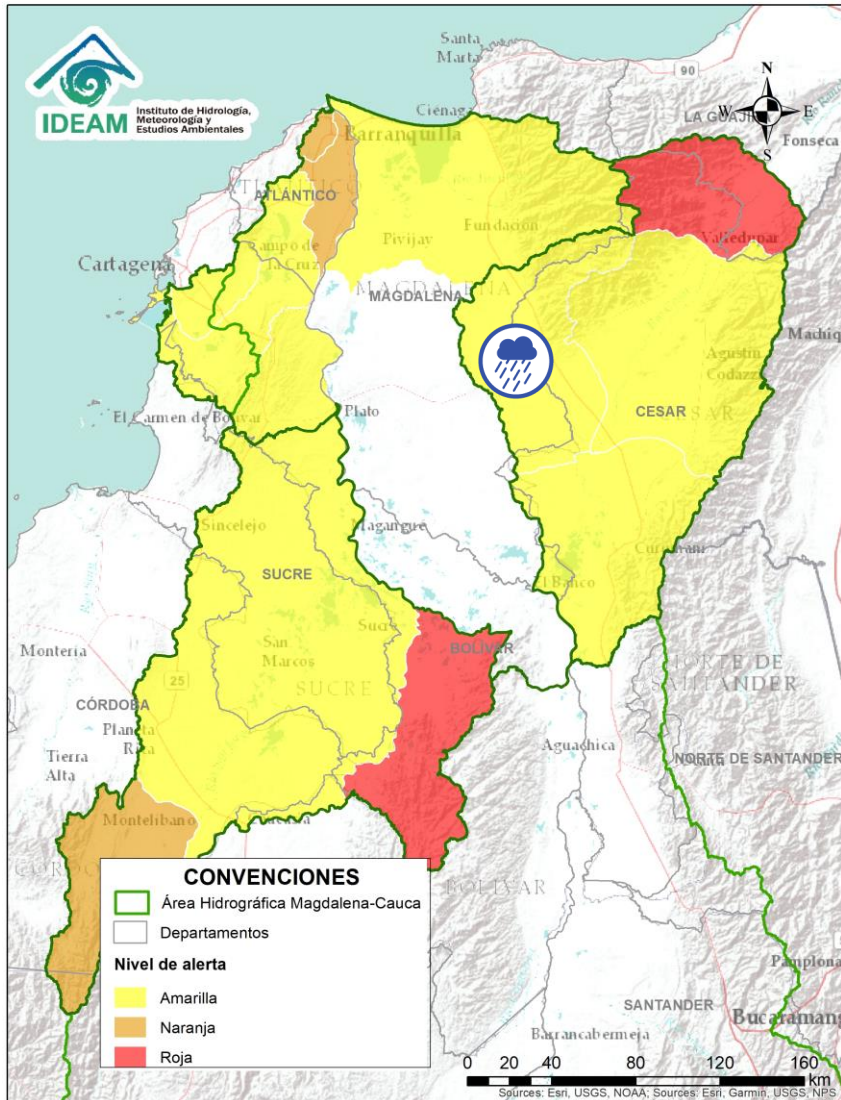 IDEAM
Instituto de Hidrología,
Meteorología y
Estudios Ambientales
Santa
Marta
90
N
W
E
S
LA GUAJIRA
Ciénaga
Fonseca
Barranquilla
ATLÁNTICO
Fundación
Valledupar
Campo de
la Cruz
Pivijay
Cartagena
MAGDALENA
MAGDALENA
Agustín
Codazzi
CESAR
El Carmen de Bolívar
Plato
Sincelejo
Magangue
SUCRE
El Banco
Sucre
San
Marcos
BOLÍVAR
Montería
25
SUCRE
NORTE DE
SANTANDER
CÓRDOBA
Planeta
Rica
Tierra
Alta
Aguachica
NORTE DE SANTANDER
Montelíbano
BOLÍVAR
CONVENCIONES
Área Hidrográfica Magdalena-Cauca
Departamentos
Nivel de alerta
Amarilla
Naranja
Roja
Pamplona
SANTANDER
Bucaramang
Barrancabermeja
0 20 40 80 120 160
Km
Sources: Esri, USGS, NOAA; Sources: Esri, Garmin, USGS, NPS